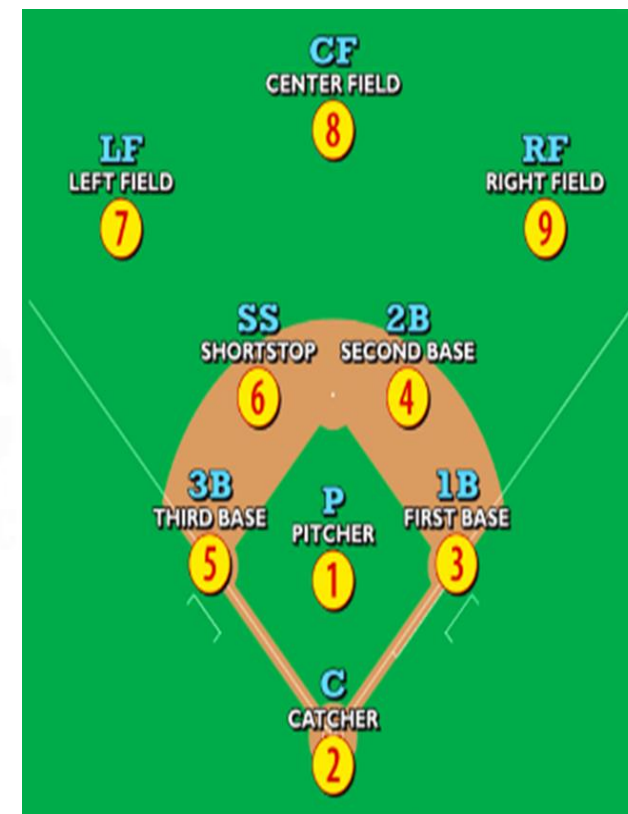 CF
CENTER FIELD
8
LF
LEFT FIELD
7
RF
RIGHT FIELD
9
SS
SHORTSTOP
6
2B
SECOND BASE
4
3B
THIRD BASE
5
P
PITCHER
1
1B
FIRST BASE
3
C
CATCHER
2